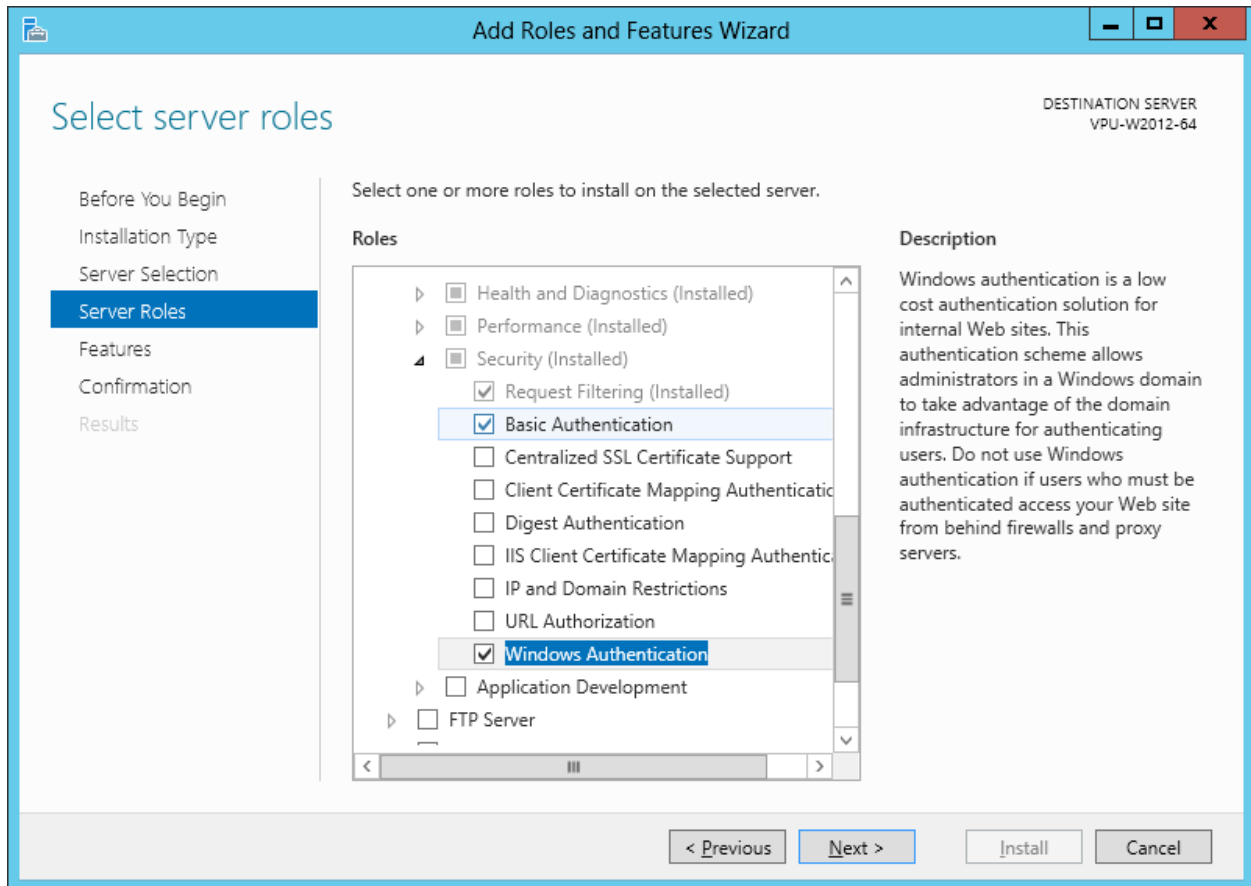 Add Roles and Features Wizard
Select server roles
DESTINATION SERVER
VPU-W2012-64
Before You Begin
Installation Type
Server Selection
Server Roles
Features
Confirmation
Results
Select one or more roles to install on the selected server.
Roles
Health and Diagnostics (Installed)
Performance (Installed)
Security (Installed)
Request Filtering (Installed)
Basic Authentication
Centralized SSL Certificate Support
Client Certificate Mapping Authenticatic
Digest Authentication
IIS Client Certificate Mapping Authentic
IP and Domain Restrictions
URL Authorization
Windows Authentication
Application Development
FTP Server
Description
Windows authentication is a low
cost authentication solution for
internal Web sites. This
authentication scheme allows
administrators in a Windows domain
to take advantage of the domain
infrastructure for authenticating
users. Do not use Windows
authentication if users who must be
authenticated access your Web site
from behind firewalls and proxy
servers.
< Previous
Next >
Install
Cancel